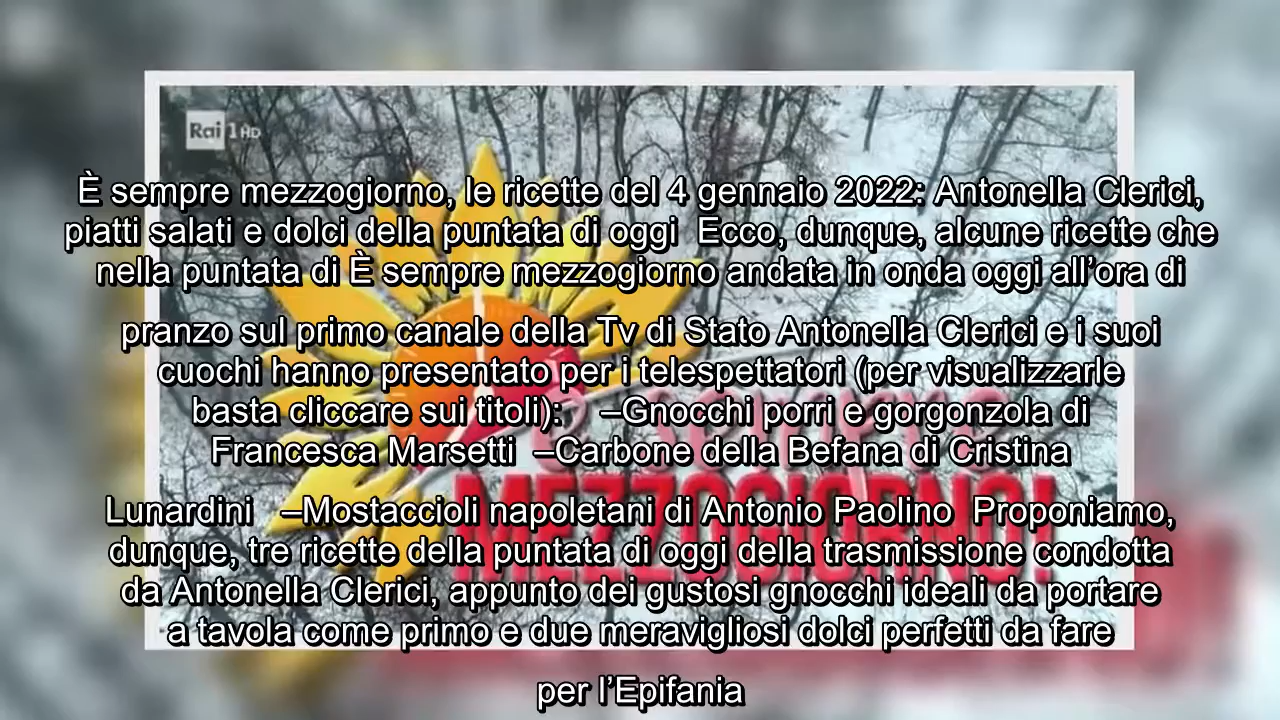 Rai 1 HD
È sempre mezzogiorno, le ricette del 4 gennaio 2022: Antonella Clerici,
piatti salati e dolci della puntata di oggi Ecco, dunque, alcune ricette che
nella puntata di È sempre mezzogiorno andata in onda oggi all’ora di
pranzo sul primo canale della Tv di Stato Antonella Clerici e i suoi
cuochi hanno presentato per i telespettatori (per visualizzarle
basta cliccare sui titoli): –Gnocchi porri e gorgonzola di
Francesca Marsetti –Carbone della Befana di Cristina
Lunardini –Mostaccioli napoletani di Antonio Paolino Proponiamo,
dunque, tre ricette della puntata di oggi della trasmissione condotta
da Antonella Clerici, appunto dei gustosi gnocchi ideali da portare
a tavola come primo e due meravigliosi dolci perfetti da fare
per l’Epifania
MEZZOGIORNO!